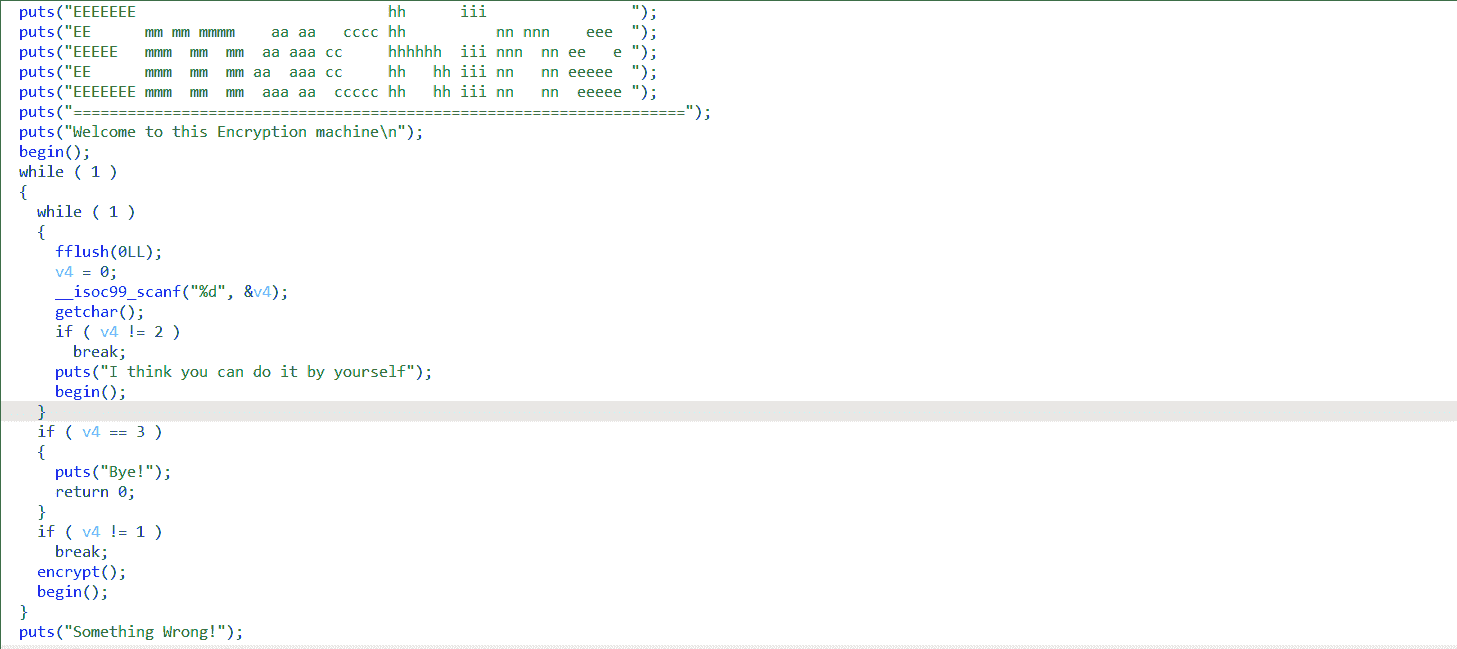 puts("EEEEEEE                            hh      iii                ");
puts("EE      mm mm mmmm    aa aa   cccc hh          nn nnn    eee  ");
puts("EEEEE   mmm  mm  mm  aa aaa cc     hhhhhh  iii nnn  nn ee   e ");
puts("EE      mmm  mm  mm aa  aaa cc     hh   hh iii nn   nn eeeee  ");
puts("EEEEEEE mmm  mm  mm  aaa aa  ccccc hh   hh iii nn   nn  eeeee ");
puts("====================================================================");
puts("Welcome to this Encryption machine\n");
begin();
while ( 1 )
{
  while ( 1 )
  {
    fflush(0LL);
    v4 = 0;
    __isoc99_scanf("%d", &v4);
    getchar();
    if ( v4 != 2 )
      break;
    puts("I think you can do it by yourself");
    begin();
  }
  if ( v4 == 3 )
  {
    puts("Bye!");
    return 0;
  }
  if ( v4 != 1 )
    break;
  encrypt();
  begin();
}
puts("Something Wrong!");